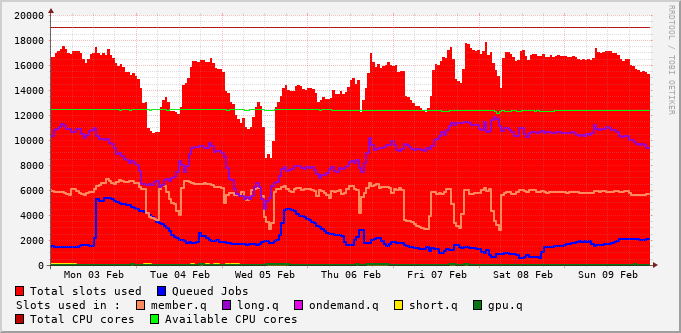 20000
18000
16000
14000
12000
10000
8000
6000
4000
2000
0
Mon 03 Feb Tue 04 Feb Wed 05 Feb Thu 06 Feb Fri 07 Feb Sat 08 Feb Sun 09 Feb
RRDTOOL / TOBI OETIKER
Total slots used Queued Jobs
Slots used in : member.q long.q ondemand.q short.q gpu.q
Total CPU cores Available CPU cores